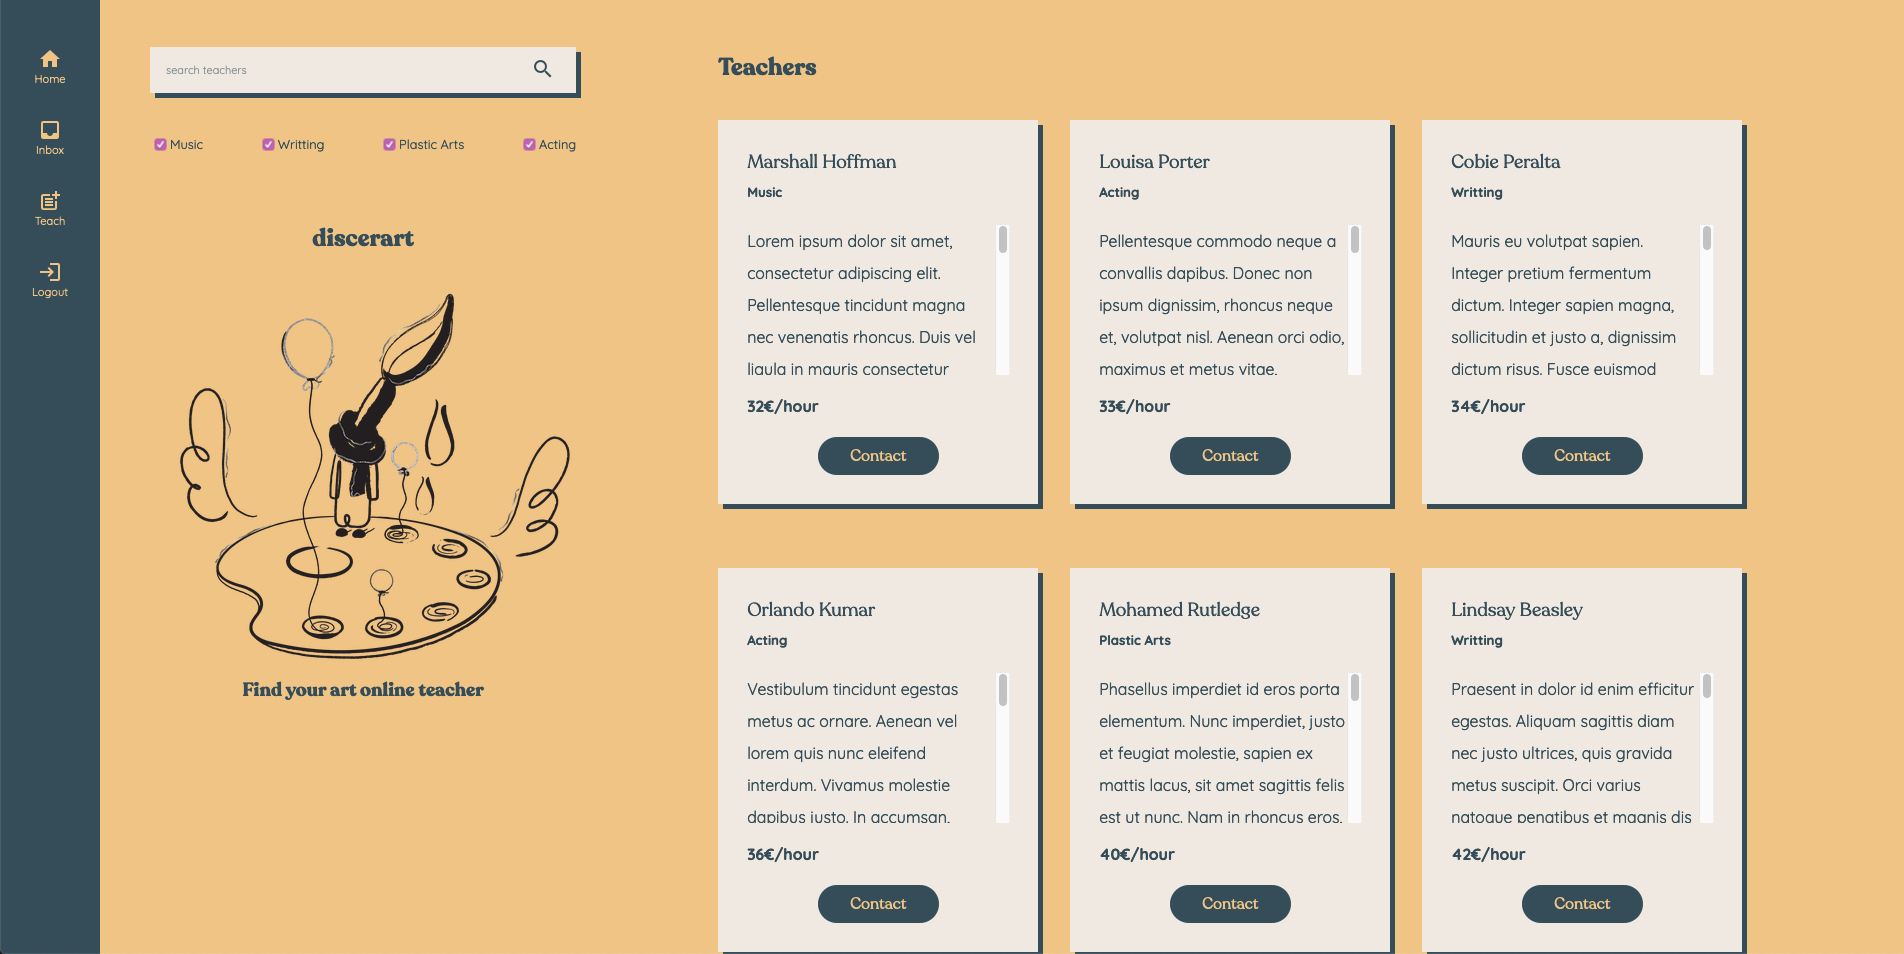 Home
Inbox
Teach
Logout
search teachers
Music
Writting
Plastic Arts
Acting
discerart
Find your art online teacher
Teachers
Marshall Hoffman
Music
Lorem ipsum dolor sit amet,
consectetur adipiscing elit.
Pellentesque tincidunt magna
nec venenatis rhoncus. Duis vel
ligula in mauris consectetur
32€/hour
Contact
Louisa Porter
Acting
Pellentesque commodo neque a
convallis dapibus. Donec non
ipsum dignissim, rhoncus neque
et, volutpat nisl. Aenean orci odio,
maximus et metus vitae,
33€/hour
Contact
Cobie Peralta
Writting
Mauris eu volutpat sapien.
Integer pretium fermentum
dictum. Integer sapien magna,
sollicitudin et justo a, dignissim
dictum risus. Fusce euismod
34€/hour
Contact
Orlando Kumar
Acting
Vestibulum tincidunt egestas
metus ac ornare. Aenean vel
lorem quis nunc eleifend
interdum. Vivamus molestie
dapibus justo. In accumsan,
36€/hour
Contact
Mohamed Rutledge
Plastic Arts
Phasellus imperdiet id eros porta
elementum. Nunc imperdiet, justo
et feugiat molestie, sapien ex
mattis lacus, sit amet sagittis felis
est ut nunc. Nam in rhoncus eros,
40€/hour
Contact
Lindsay Beasley
Writting
Praesent in dolor id enim efficitur
egestas. Aliquam sagittis diam
nec justo ultrices, quis gravida
metus suscipit. Orci varius
natoque penatibus et magnis dis
42€/hour
Contact